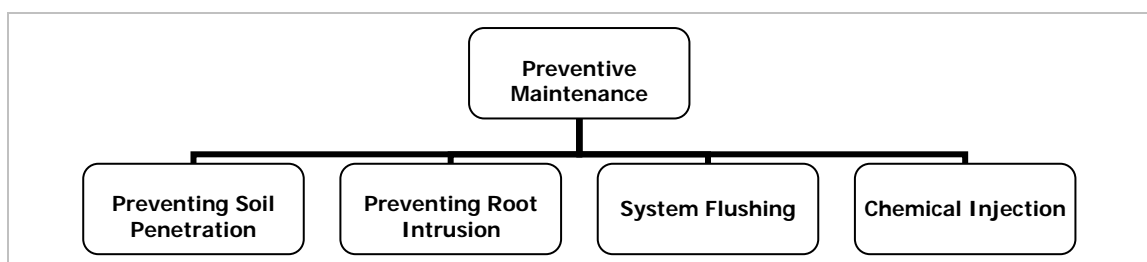 Preventive
Maintenance
Preventing Soil
Penetration
Preventing Root
Intrusion
System Flushing
Chemical Injection